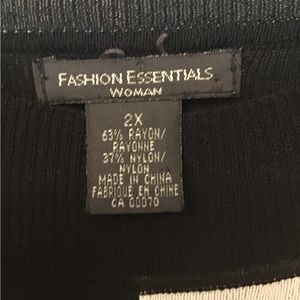 FASHION ESSENTIALS
WOMAN
2X
63% RAYON/
RAYONNE
37% NYLON/
NYLON
MADE IN CHINA
FABRIQUE EN CHINE
CA 00070